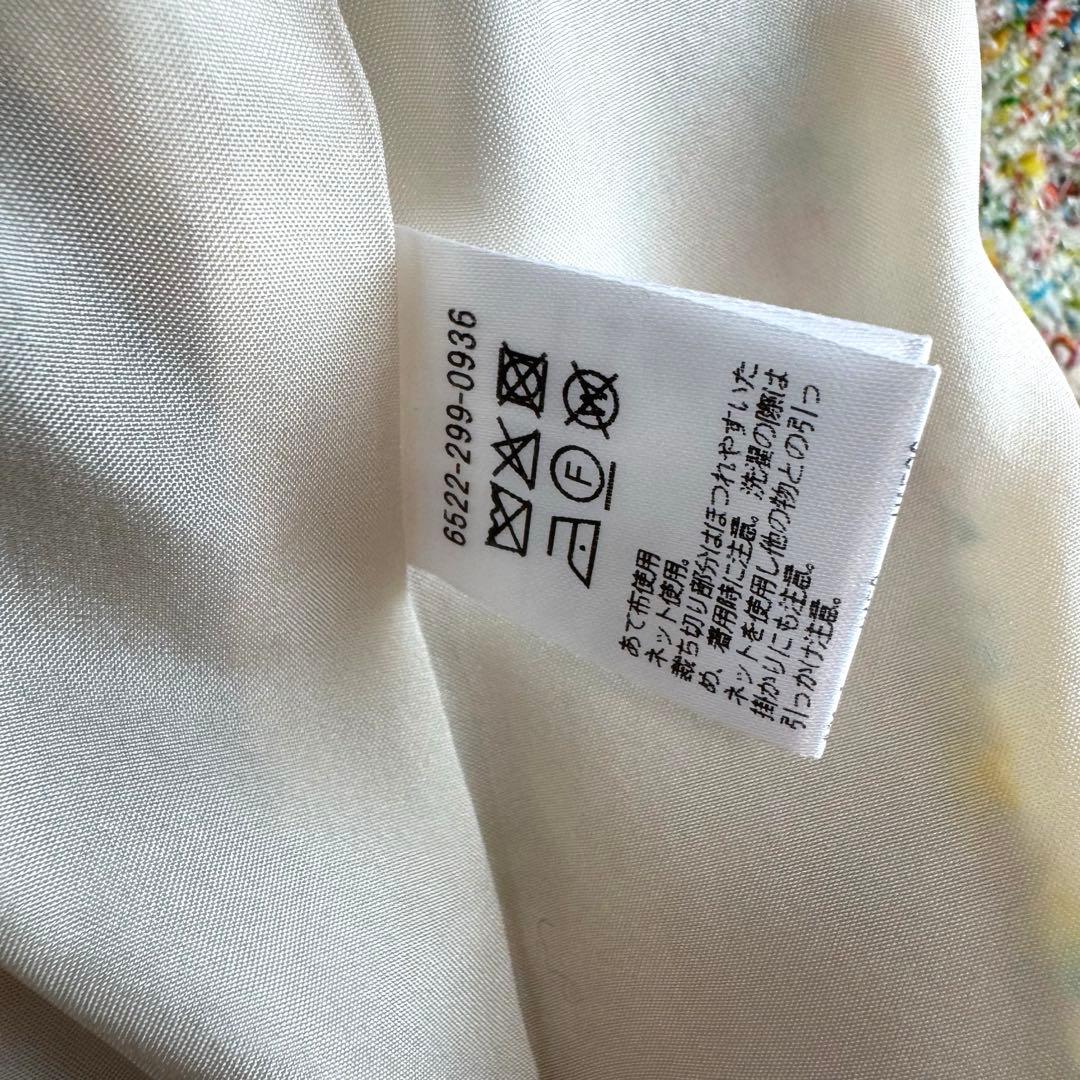 6522-299-0936
W
F
あて布使用
ネット使用。
裁ち切り部分はほつれやすいた
め、着用時に注意。洗濯の際は
ネットを使用し他の物との引っ
掛かりにも注意。
引っかけ注意。